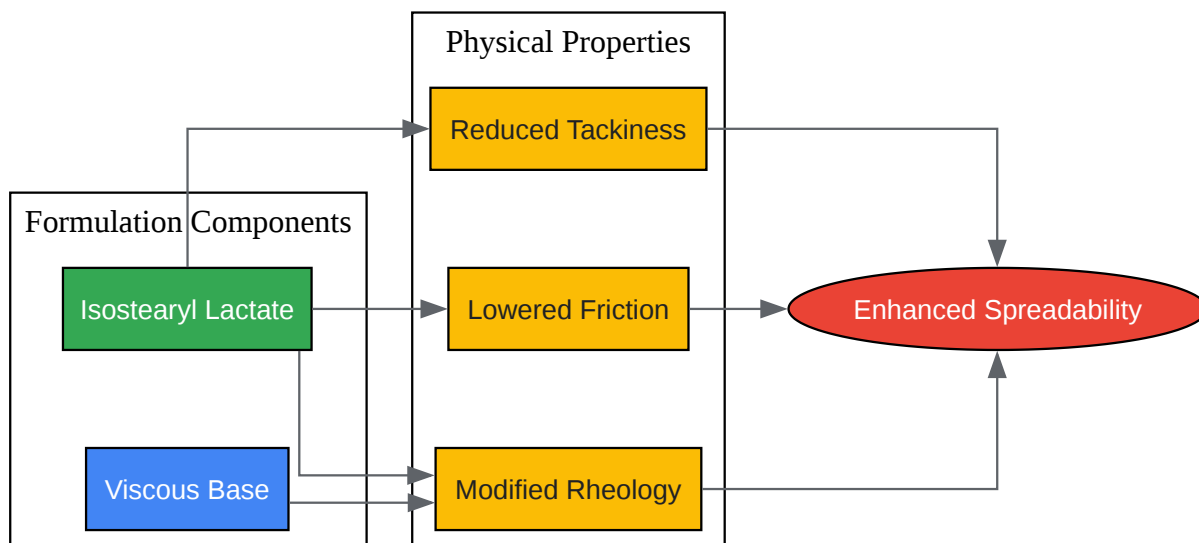 Physical Properties
Reduced Tackiness
Formulation Components
Isostearyl Lactate
Lowered Friction
Enhanced Spreadability
Viscous Base
Modified Rheology